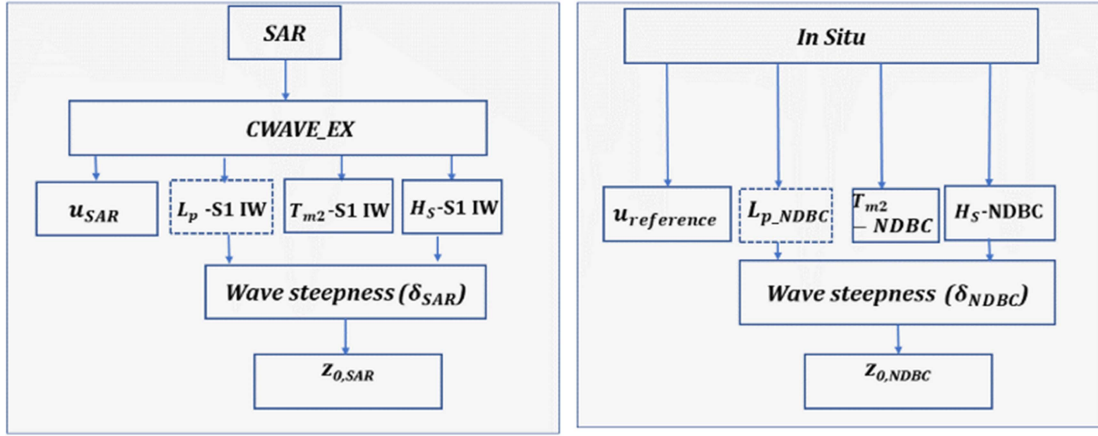 SAR
CWAVE_EX
u_SAR
L_p -S1 IW
T_m2-S1 IW
H_S-S1 IW
Wave steepness (δ_SAR)
z_0,SAR
In Situ
u_reference
L_p_NDBC
T_m2
− NDBC
H_S-NDBC
Wave steepness (δ_NDBC)
z_0,NDBC